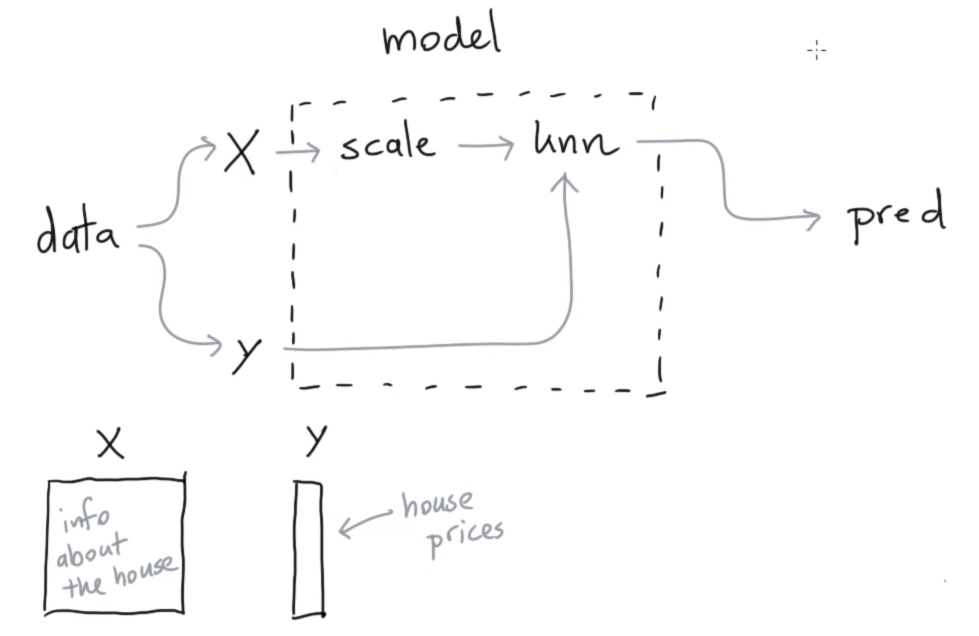 model
X
scale
knn
data
pred
y
X
y
info
about
the house
house
prices